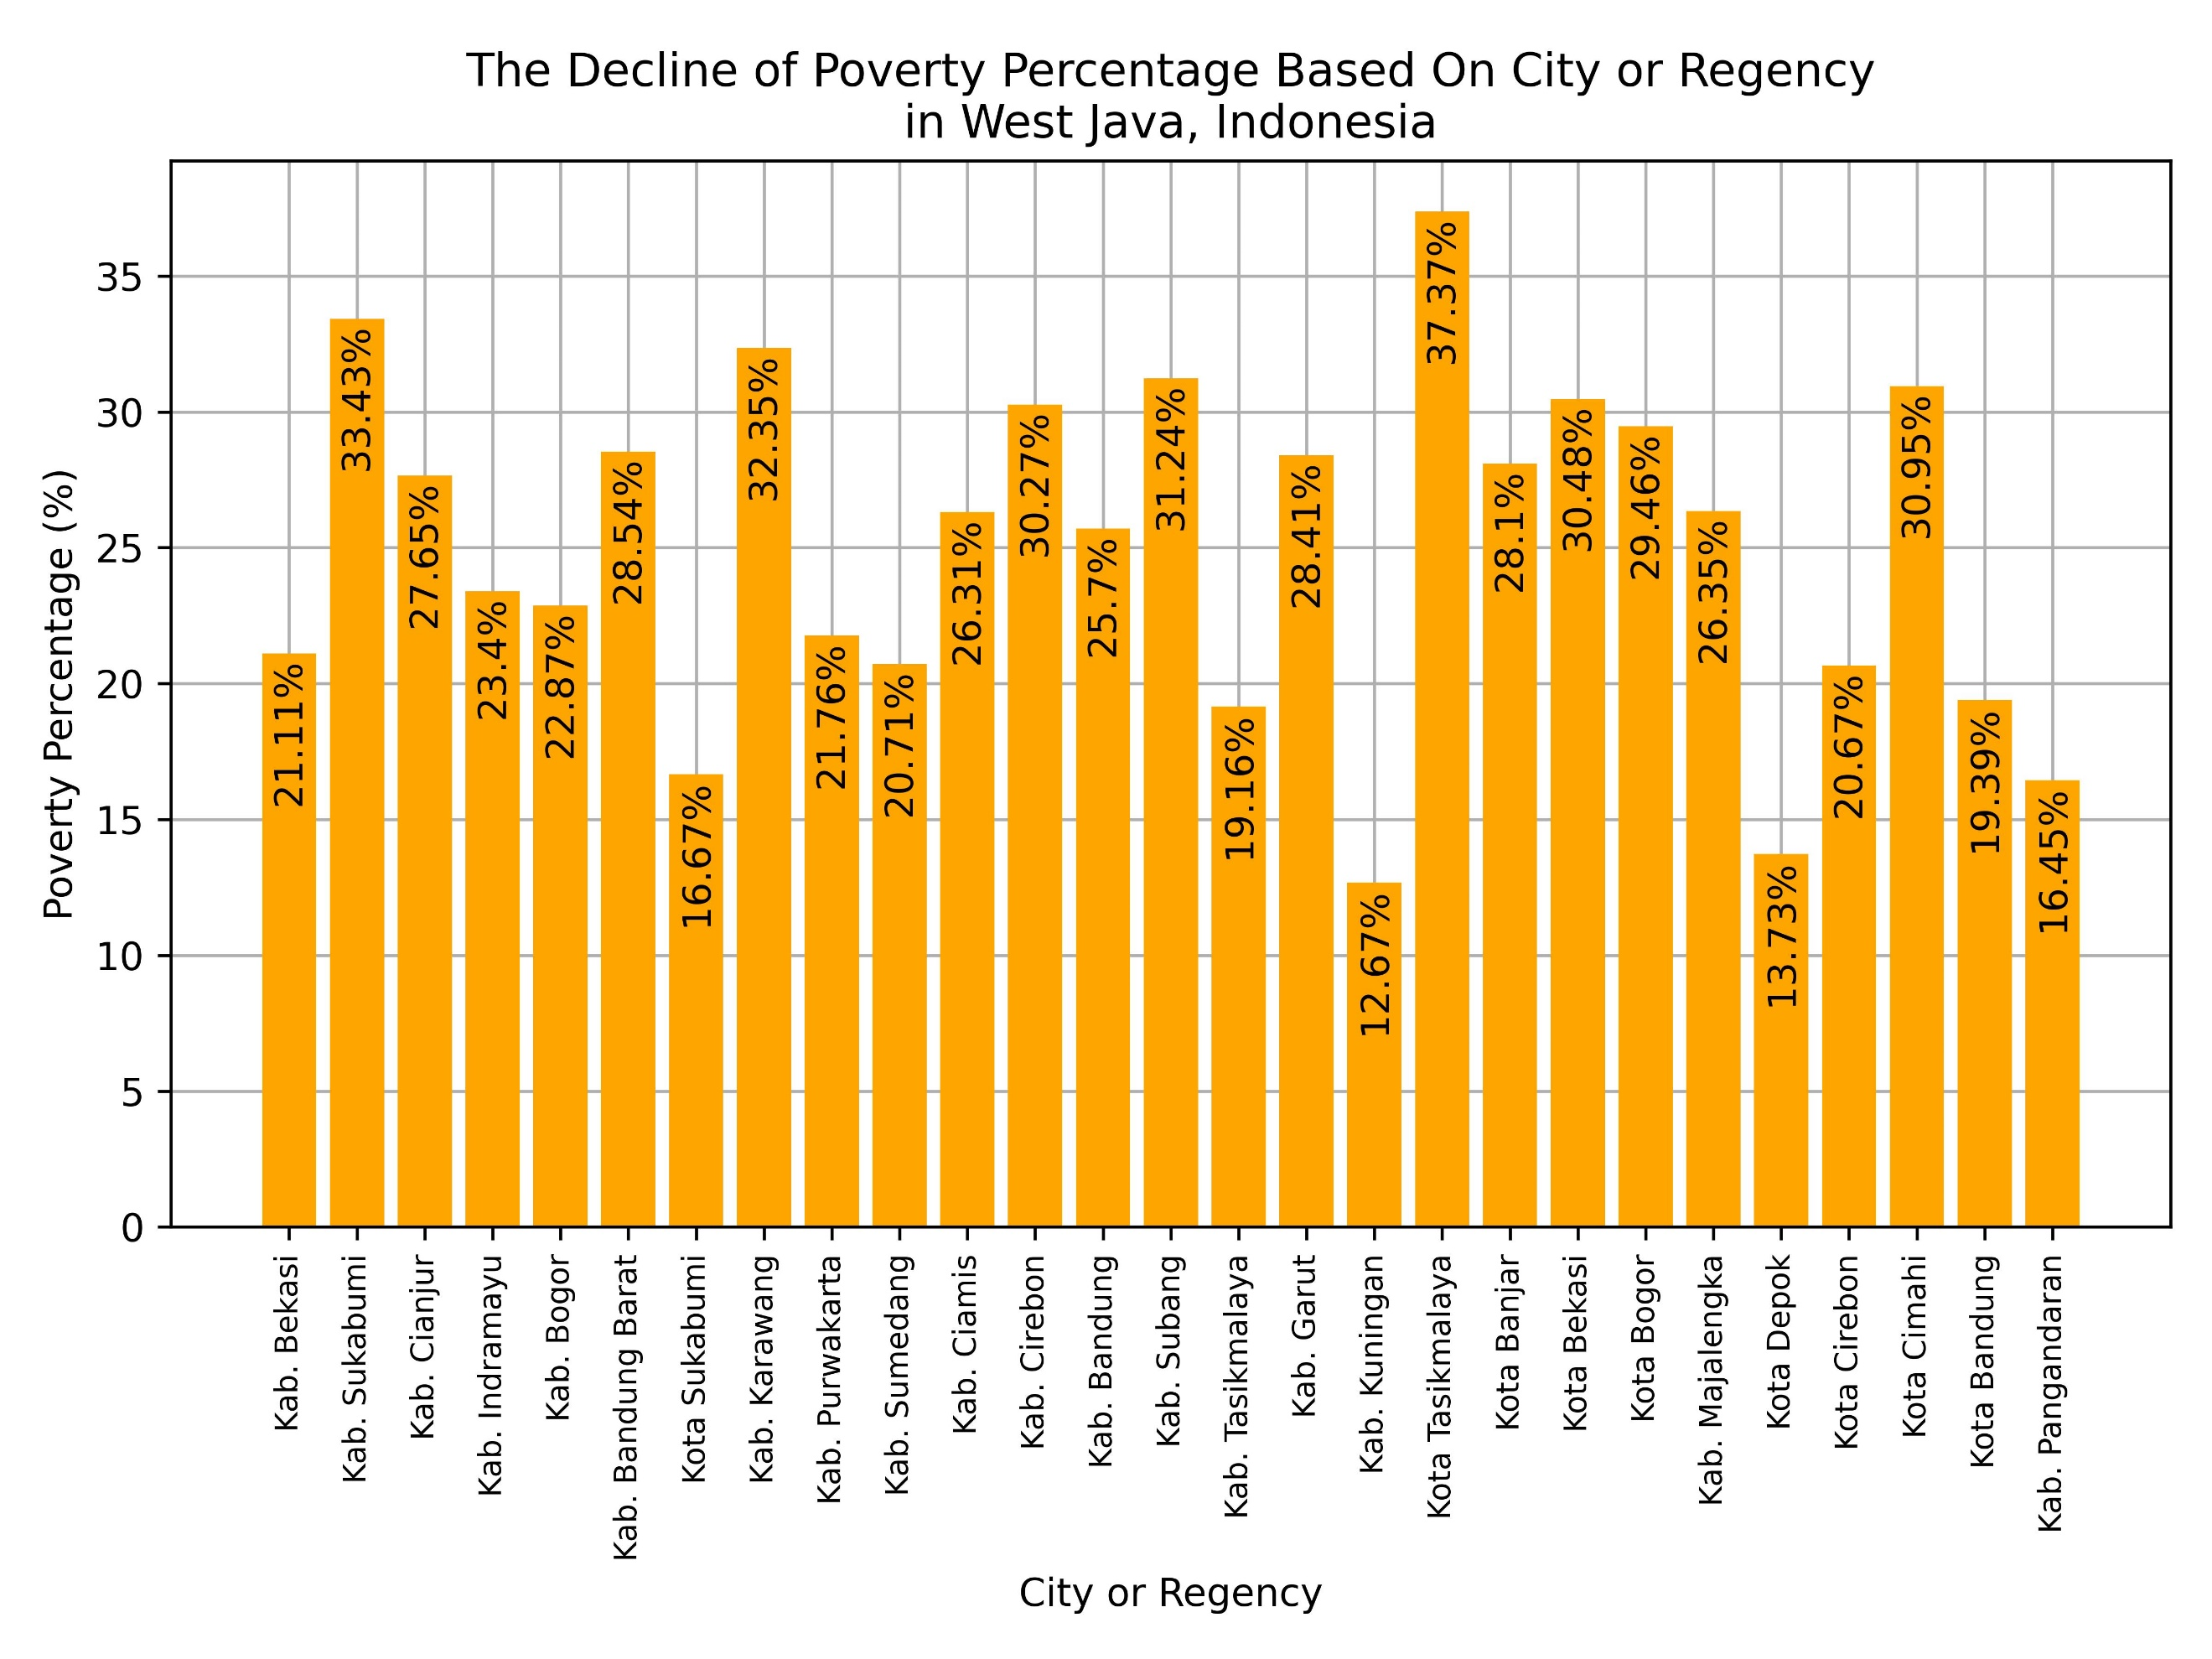 The Decline of Poverty Percentage Based On City or Regency
in West Java, Indonesia
Poverty Percentage (%)
35
30
25
20
15
10
5
0
21.11%
33.43%
27.65%
23.4%
22.87%
28.54%
16.67%
32.35%
21.76%
20.71%
26.31%
30.27%
25.7%
31.24%
19.16%
28.41%
12.67%
37.37%
28.1%
30.48%
29.46%
26.35%
13.73%
20.67%
30.95%
19.39%
16.45%
Kab. Bekasi
Kab. Sukabumi
Kab. Cianjur
Kab. Indramayu
Kab. Bogor
Kab. Bandung Barat
Kota Sukabumi
Kab. Karawang
Kab. Purwakarta
Kab. Sumedang
Kab. Ciamis
Kab. Cirebon
Kab. Bandung
Kab. Subang
Kab. Tasikmalaya
Kab. Garut
Kab. Kuningan
Kota Tasikmalaya
Kota Banjar
Kota Bekasi
Kota Bogor
Kab. Majalengka
Kota Depok
Kota Cirebon
Kota Cimahi
Kota Bandung
Kab. Pangandaran
City or Regency